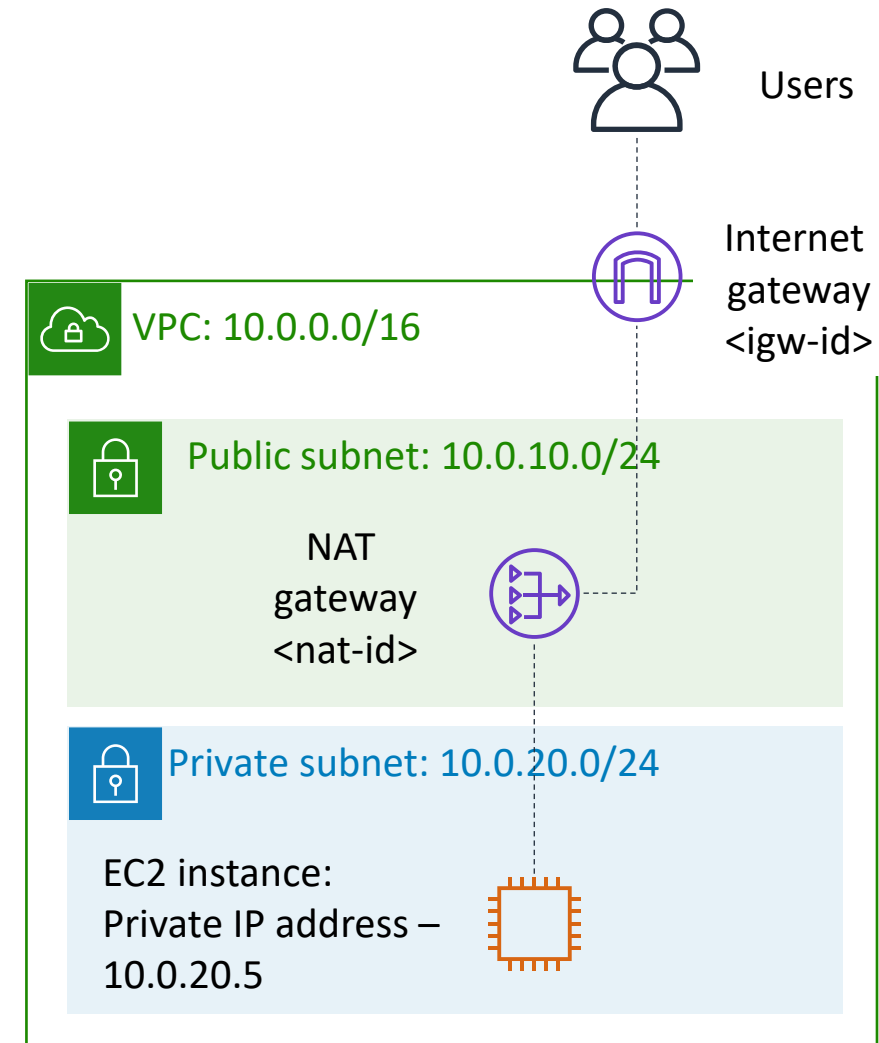 Users
Internet
gateway
<igw-id>
VPC: 10.0.0.0/16
Public subnet: 10.0.10.0/24
NAT
gateway
<nat-id>
Private subnet: 10.0.20.0/24
EC2 instance:
Private IP address –
10.0.20.5